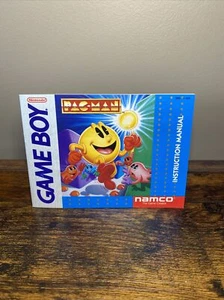 Nintendo
GAME BOY
PAC-MAN
INSTRUCTION MANUAL
namco